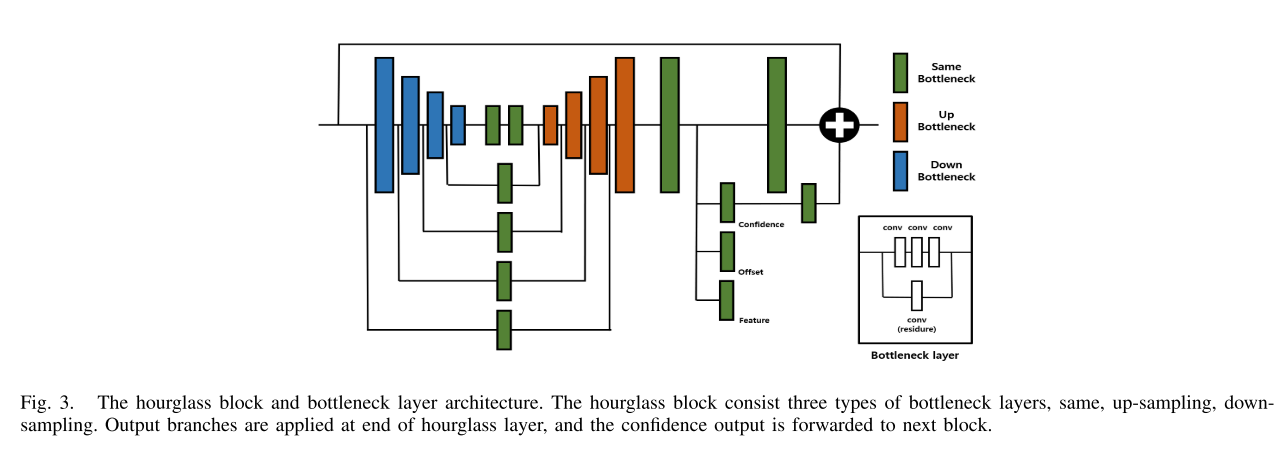 Same
Bottleneck
Up
Bottleneck
Down
Bottleneck
Confidence
Offset
Feature
conv conv conv
conv
(residure)
Bottleneck layer
Fig. 3. The hourglass block and bottleneck layer architecture. The hourglass block consist three types of bottleneck layers, same, up-sampling, down-
sampling. Output branches are applied at end of hourglass layer, and the confidence output is forwarded to next block.